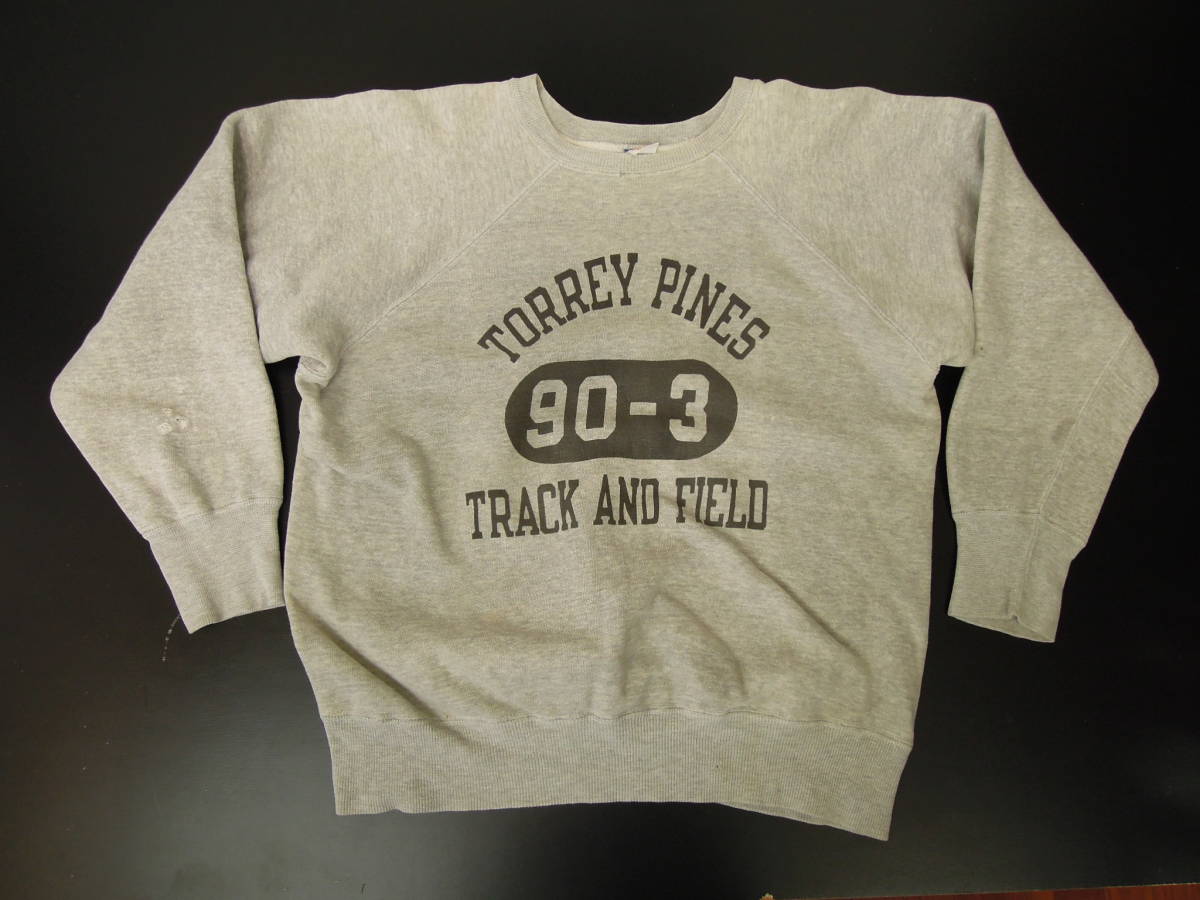 TORREY PINES
90-3
TRACK AND FIELD